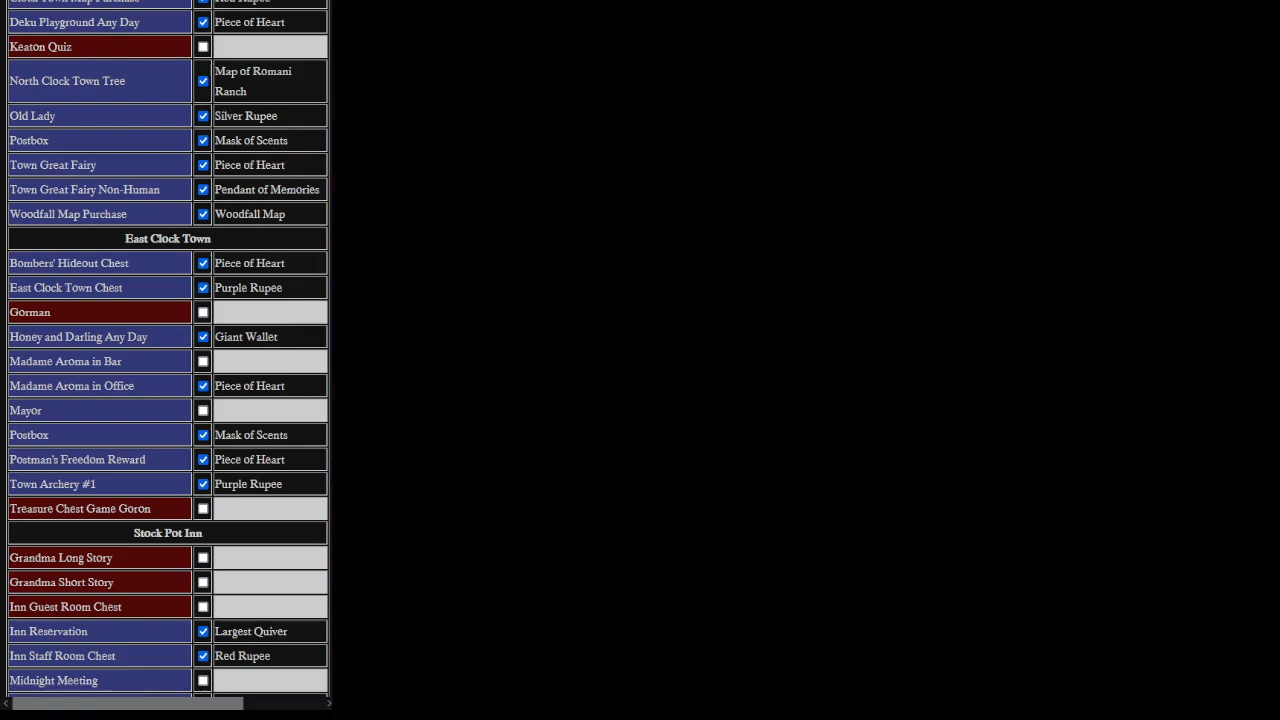 Clock Town Map Purchase Red Rupee
Deku Playground Any Day Piece of Heart
Keaton Quiz
North Clock Town Tree Map of Romani
Ranch
Old Lady Silver Rupee
Postbox Mask of Scents
Town Great Fairy Piece of Heart
Town Great Fairy Non-Human Pendant of Memories
Woodfall Map Purchase Woodfall Map
East Clock Town
Bombers' Hideout Chest Piece of Heart
East Clock Town Chest Purple Rupee
Gorman
Honey and Darling Any Day Giant Wallet
Madame Aroma in Bar
Madame Aroma in Office Piece of Heart
Mayor
Postbox Mask of Scents
Postman's Freedom Reward Piece of Heart
Town Archery #1 Purple Rupee
Treasure Chest Game Goron
Stock Pot Inn
Grandma Long Story
Grandma Short Story
Inn Guest Room Chest
Inn Reservation Largest Quiver
Inn Staff Room Chest Red Rupee
Midnight Meeting